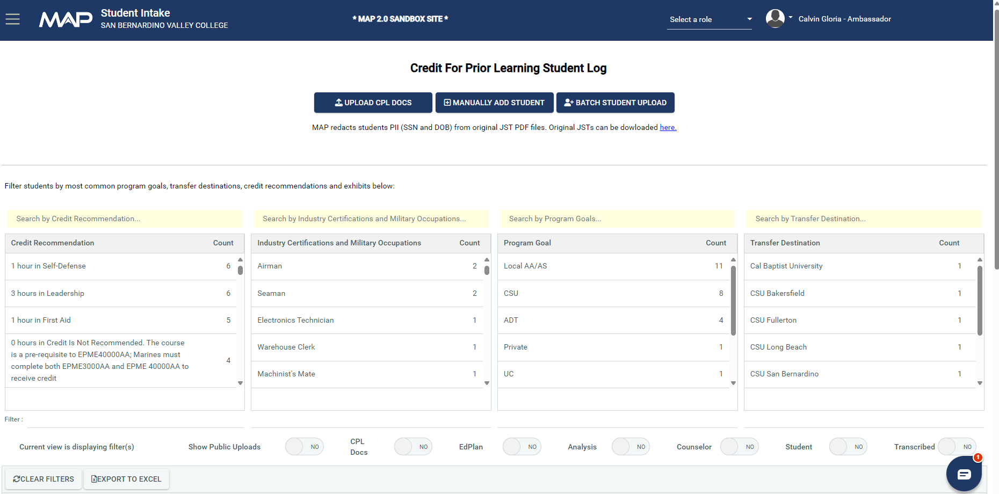 MAP
Student Intake
SAN BERNARDINO VALLEY COLLEGE
* MAP 2.0 SANDBOX SITE *
Select a role
Calvin Gloria - Ambassador
Credit For Prior Learning Student Log
UPLOAD CPL DOCS
MANUALLY ADD STUDENT
BATCH STUDENT UPLOAD
MAP redacts students PII (SSN and DOB) from original JST PDF files. Original JSTs can be dowloaded here.
Filter students by most common program goals, transfer destinations, credit recommendations and exhibits below:
Search by Credit Recommendation...
Credit Recommendation Count
1 hour in Self-Defense 6
3 hours in Leadership 6
1 hour in First Aid 5
0 hours in Credit Is Not Recommended. The course
is a pre-requisite to EPME40000AA; Marines must
complete both EPME3000AA and EPME 40000AA to
receive credit
4
Search by Industry Certifications and Military Occupations...
Industry Certifications and Military Occupations Count
Airman 2
Seaman 2
Electronics Technician 1
Warehouse Clerk 1
Machinist's Mate 1
Search by Program Goals...
Program Goal Count
Local AA/AS 11
CSU 8
ADT 4
Private 1
UC 1
Search by Transfer Destination...
Transfer Destination Count
Cal Baptist University 1
CSU Bakersfield 1
CSU Fullerton 1
CSU Long Beach 1
CSU San Bernardino 1
Filter :
Current view is displaying filter(s)
Show Public Uploads NO
CPL
Docs
NO
EdPlan NO
Analysis NO
Counselor NO
Student NO
Transcribed NO
CLEAR FILTERS
EXPORT TO EXCEL
1